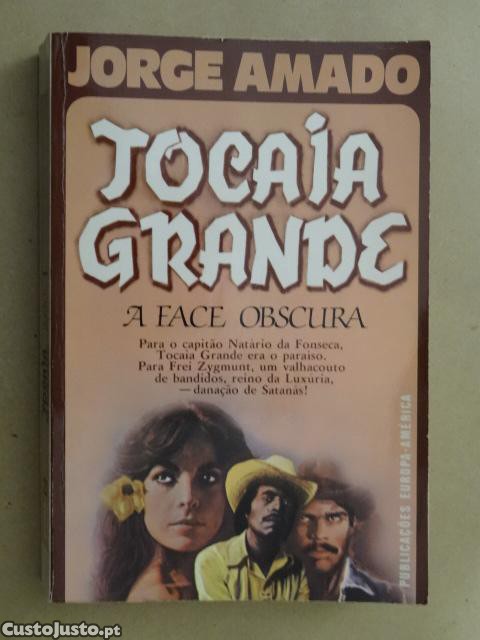 JORGE AMADO
TOCAIA
GRANDE
A FACE OBSCURA
Para o capitão Natário da Fonseca,
Tocaia Grande era o paraíso.
Para Frei Zygmunt, um valhacouto
de bandidos, reino da Luxúria,
—danação de Satanás!
PUBLICAÇÕES EUROPA-AMÉRICA
CustoJusto.pt